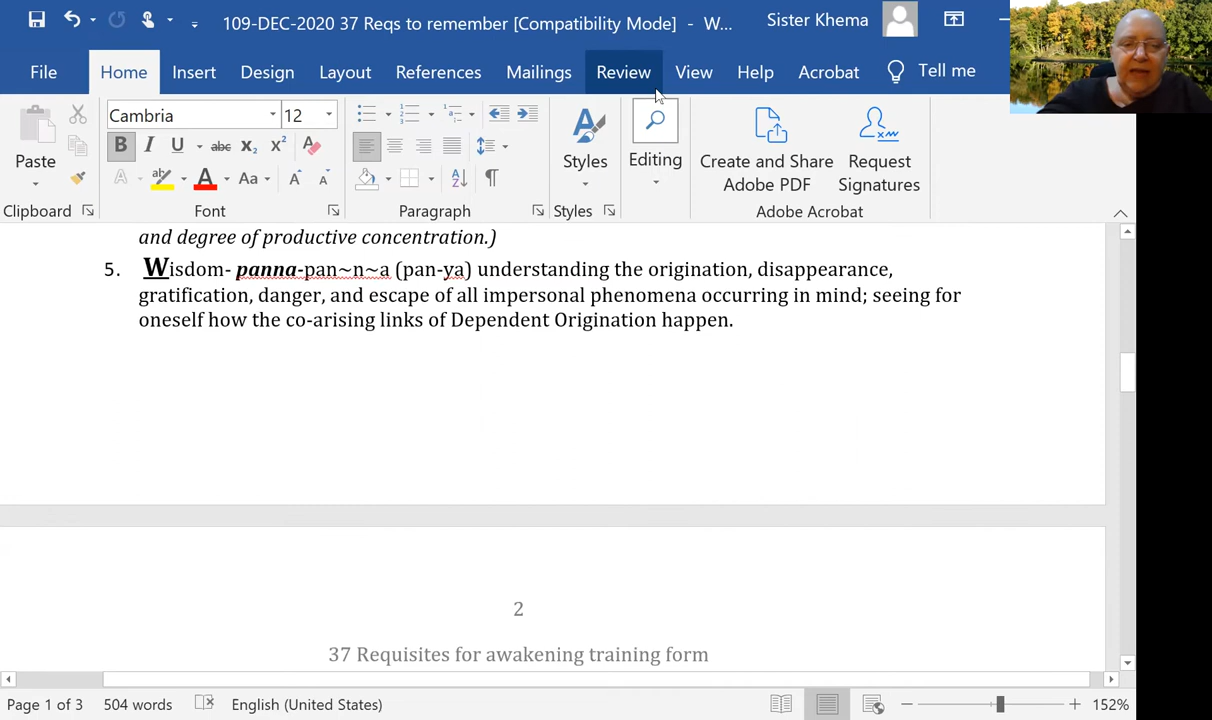 109-DEC-2020 37 Reqs to remember [Compatibility Mode] - W...
Sister Khema
File Home Insert Design Layout References Mailings Review View Help Acrobat Tell me
Cambria 12
Paste
B I U abc x₂ x²
A ab A Aa A A
Styles
Editing
Create and Share Adobe PDF
Request Signatures
Clipboard Font Paragraph Styles Adobe Acrobat
and degree of productive concentration.)
5. Wisdom- panna-pan~n~a (pan-ya) understanding the origination, disappearance,
gratification, danger, and escape of all impersonal phenomena occurring in mind; seeing for
oneself how the co-arising links of Dependent Origination happen.
2
37 Requisites for awakening training form
Page 1 of 3 504 words English (United States) 152%